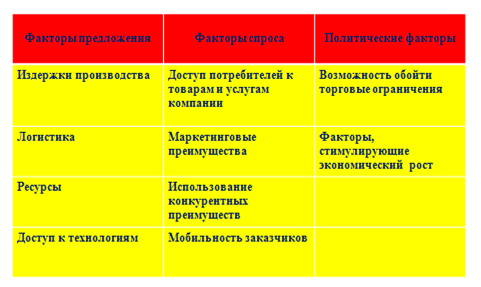 Факторы предложения
Факторы спроса
Политические факторы
Издержки производства
Доступ потребителей к
товарам и услугам
компании
Возможность обойти
торговые ограничения
Логистика
Маркетинговые
преимущества
Факторы,
стимулирующие
экономический рост
Ресурсы
Использование
конкурентных
преимуществ
Доступ к технологиям
Мобильность заказчиков